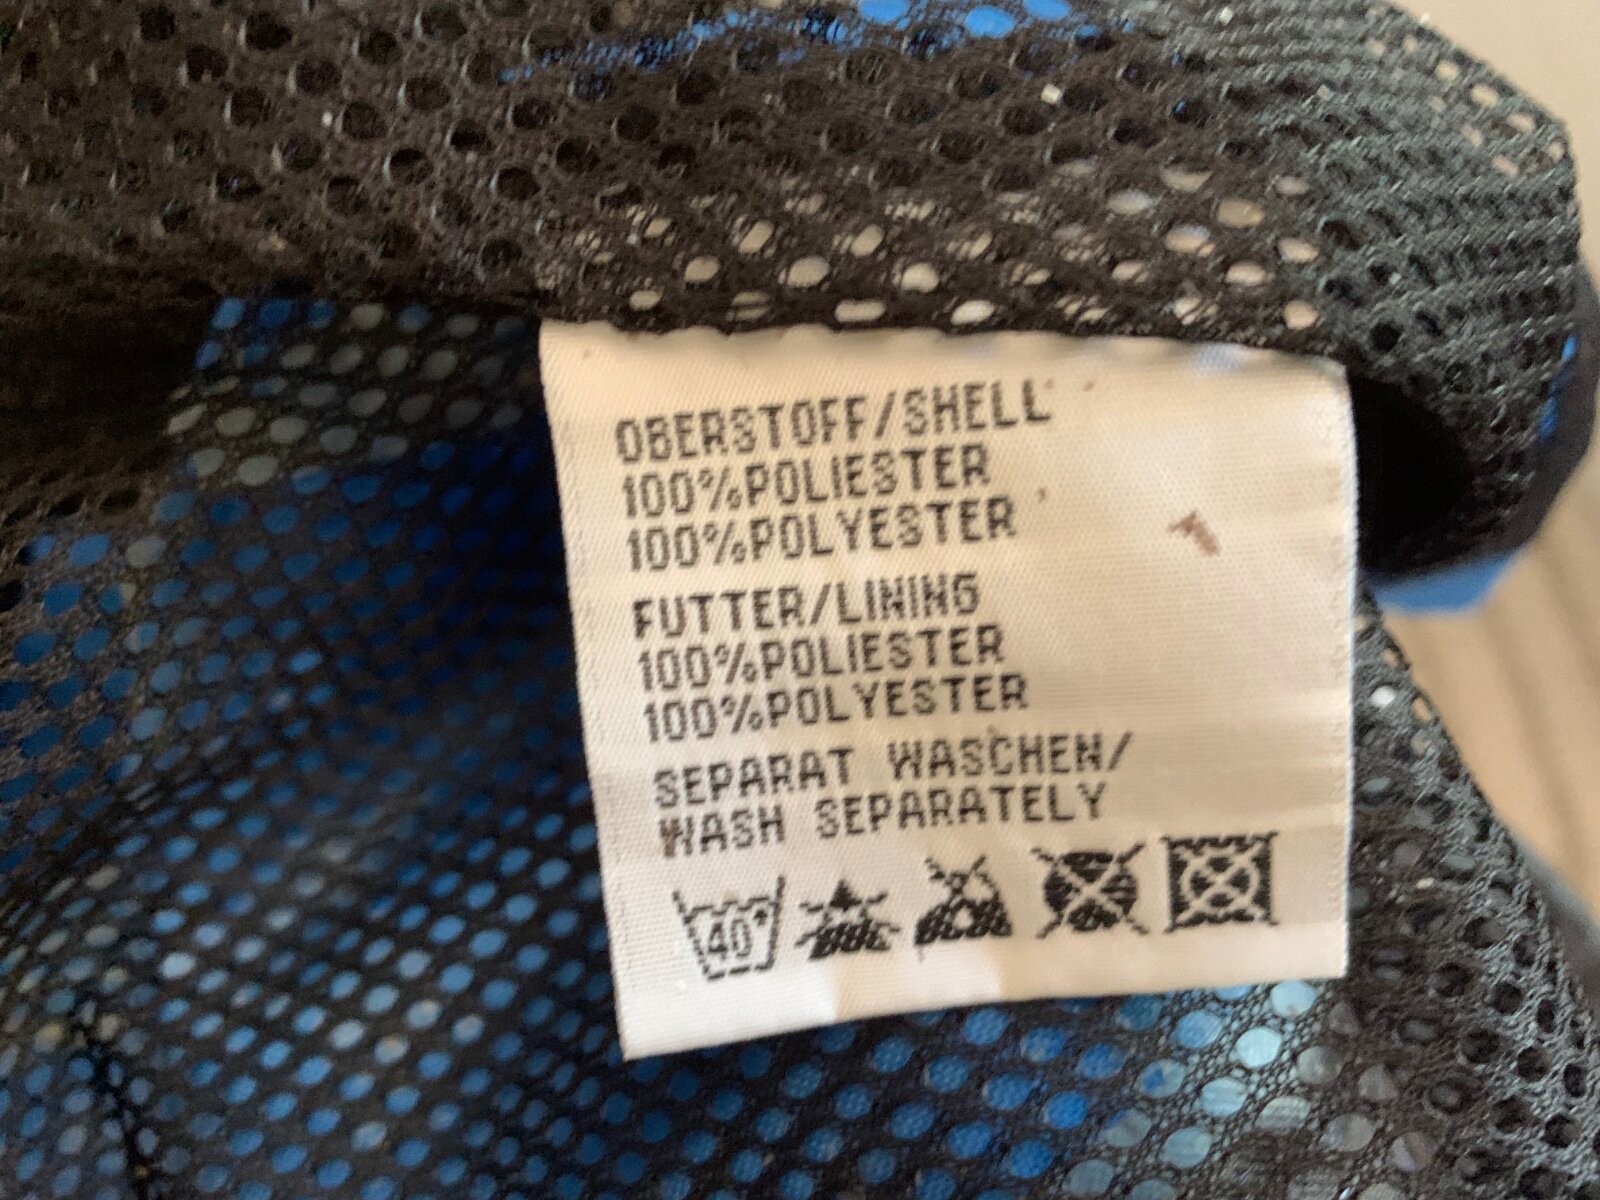 OBERSTOFF/SHELL
100%POLIESTER
100%POLYESTER
FUTTER/LINING
100%POLIESTER
100%POLYESTER
SEPARAT WASCHEN/
WASH SEPARATELY
40°